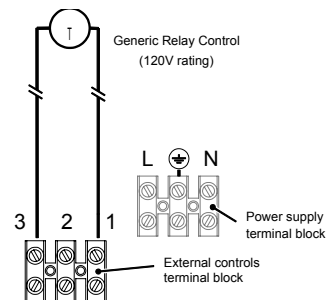 Generic Relay Control
(120V rating)
L N
3 2 1
Power supply
terminal block
External controls
terminal block